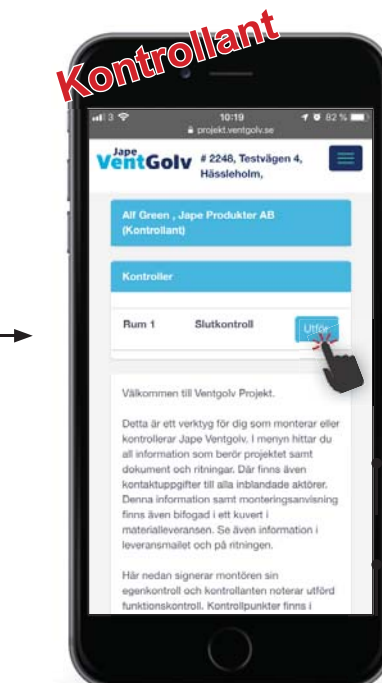 Kontrollant
3 10:19 82 %
projekt.ventgolv.se
Jape
VentGolv
# 2248, Testvägen 4,
Hässleholm,
Alf Green , Jape Produkter AB
(Kontrollant)
Kontroller
Rum 1 Slutkontroll Utför
Välkommen till Ventgolv Projekt.
Detta är ett verktyg för dig som monterar eller
kontrollerar Jape Ventgolv. I menyn hittar du
all information som berör projektet samt
dokument och ritningar. Där finns även
kontaktuppgifter till alla inblandade aktörer.
Denna information samt monteringsanvisning
finns även bifogad i ett kuvert i
materialleveransen. Se även information i
leveransmailet och på ritningen.
Här nedan signerar montören sin
egenkontroll och kontrollanten noterar utförd
funktionskontroll. Kontrollpunkter finns i